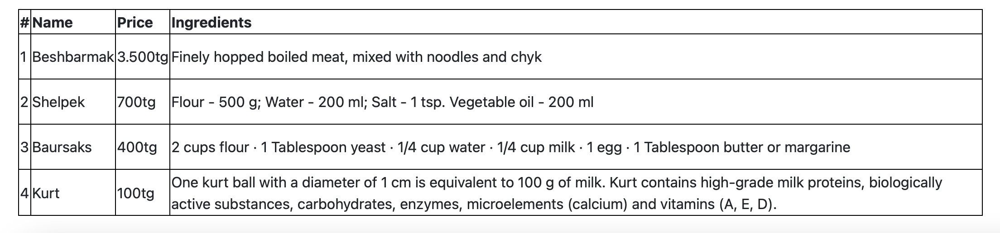 # Name Price Ingredients
1 Beshbarmak 3.500tg Finely hopped boiled meat, mixed with noodles and chyk
2 Shelpek 700tg Flour - 500 g; Water - 200 ml; Salt - 1 tsp. Vegetable oil - 200 ml
3 Baursaks 400tg 2 cups flour · 1 Tablespoon yeast · 1/4 cup water · 1/4 cup milk · 1 egg · 1 Tablespoon butter or margarine
4 Kurt 100tg One kurt ball with a diameter of 1 cm is equivalent to 100 g of milk. Kurt contains high-grade milk proteins, biologically
active substances, carbohydrates, enzymes, microelements (calcium) and vitamins (A, E, D).